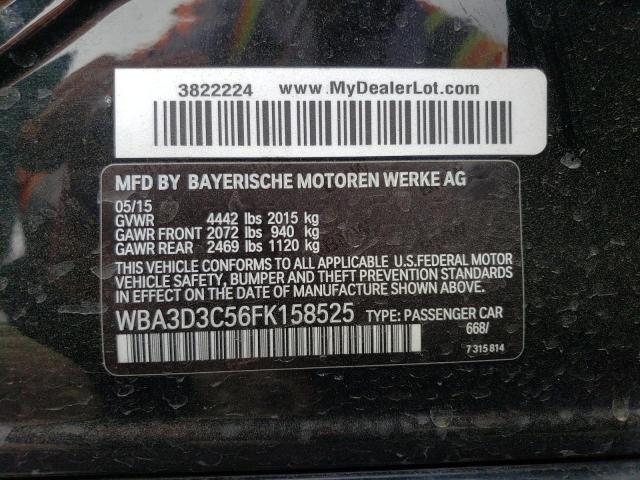 3822224 www.MyDealerLot.com
MFD BY BAYERISCHE MOTOREN WERKE AG
05/15
GVWR 4442 lbs 2015 kg
GAWR FRONT 2072 lbs 940 kg
GAWR REAR 2469 lbs 1120 kg
THIS VEHICLE CONFORMS TO ALL APPLICABLE U.S.FEDERAL MOTOR
VEHICLE SAFETY, BUMPER AND THEFT PREVENTION STANDARDS
IN EFFECT ON THE DATE OF MANUFACTURE SHOWN ABOVE.
WBA3D3C56FK158525 TYPE: PASSENGER CAR
668/
7315814